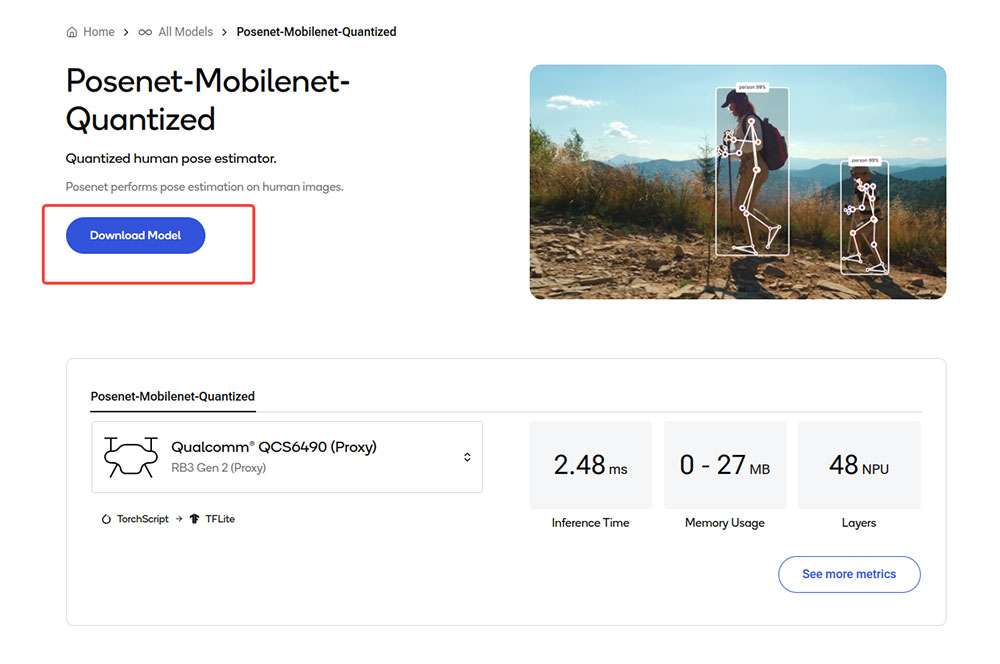 Home > All Models > Posenet-Mobilenet-Quantized
Posenet-Mobilenet-
Quantized
Quantized human pose estimator.
Posenet performs pose estimation on human images.
Download Model
person 98%
person 99%
Posenet-Mobilenet-Quantized
Qualcomm® QCS6490 (Proxy)
RB3 Gen 2 (Proxy)
TorchScript → TFLite
2.48 ms
Inference Time
0 - 27 MB
Memory Usage
48 NPU
Layers
See more metrics